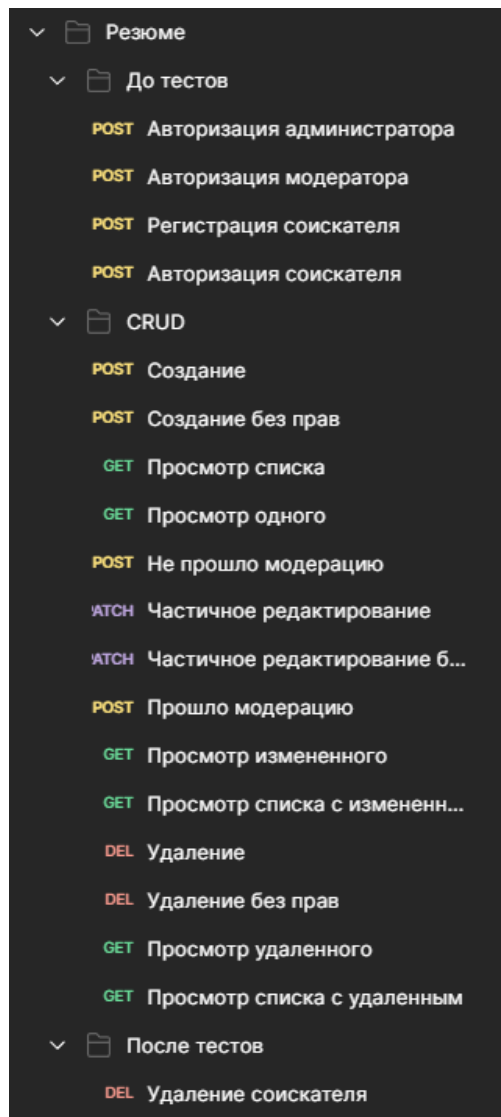 Резюме
До тестов
POST Авторизация администратора
POST Авторизация модератора
POST Регистрация соискателя
POST Авторизация соискателя
CRUD
POST Создание
POST Создание без прав
GET Просмотр списка
GET Просмотр одного
POST Не прошло модерацию
ATCH Частичное редактирование
ATCH Частичное редактирование б...
POST Прошло модерацию
GET Просмотр измененного
GET Просмотр списка с измененн...
DEL Удаление
DEL Удаление без прав
GET Просмотр удаленного
GET Просмотр списка с удаленным
После тестов
DEL Удаление соискателя